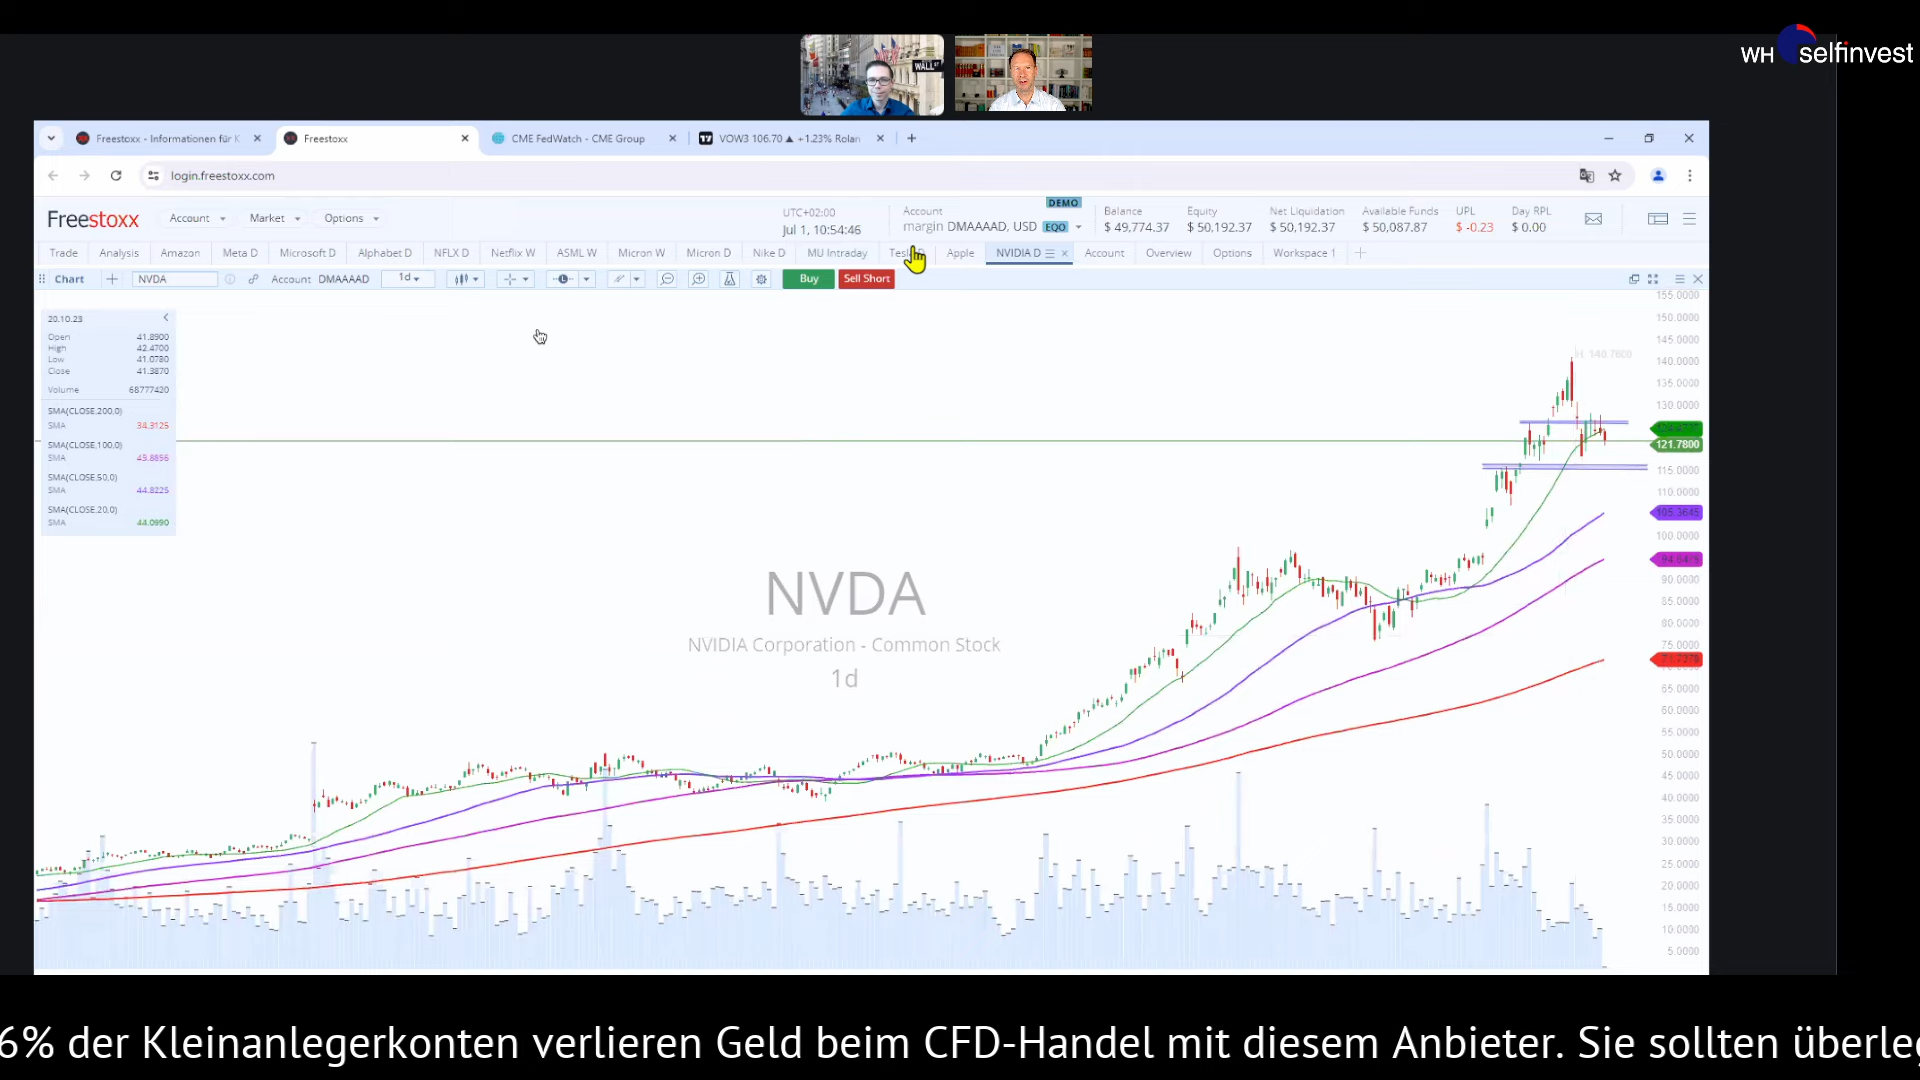 WALL
WH selfinvest
Freestoxx - Informationen für K
Freestoxx
CME FedWatch - CME Group
VOW3 106.70 ▲ +1.23% Rolan
login.freestoxx.com
Freestoxx
Account
Market
Options
UTC+02:00
Jul 1, 10:54:46
Account
DEMO
margin DMAAAAD, USD EQO
Balance
$ 49,774.37
Equity
$ 50,192.37
Net Liquidation
$ 50,192.37
Available Funds
$ 50,087.87
UPL
$ -0.23
Day RPL
$ 0.00
Trade
Analysis
Amazon
Meta D
Microsoft D
Alphabet D
NFLX D
Netflix W
ASML W
Micron W
Micron D
Nike D
MU Intraday
Apple
NVIDIA D
Account
Overview
Options
Workspace 1
Chart
NVDA
Account DMAAAAD
1d
Buy
Sell Short
20.10.23
Open 41.8900
High 42.4700
Low 41.0780
Close 41.3870
Volume 68777420
SMA(CLOSE,200,0)
SMA 34.3125
SMA(CLOSE,100,0)
SMA 43.8856
SMA(CLOSE,50,0)
SMA 44.8225
SMA(CLOSE,20,0)
SMA 44.0990
H: 140.7600
NVDA
NVIDIA Corporation - Common Stock
1d
155.0000
150.0000
145.0000
140.0000
135.0000
130.0000
121.7800
115.0000
110.0000
105.3645
100.0000
90.0000
85.0000
80.0000
75.0000
65.0000
60.0000
55.0000
50.0000
45.0000
40.0000
35.0000
30.0000
25.0000
20.0000
15.0000
10.0000
5.0000
6% der Kleinanlegerkonten verlieren Geld beim CFD-Handel mit diesem Anbieter. Sie sollten überle